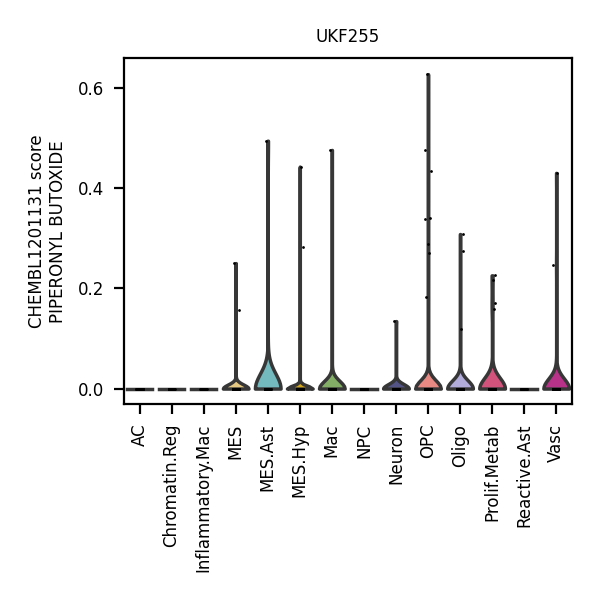 UKF255
CHEMBL1201131 score
PIPERONYL BUTOXIDE
0.6
0.4
0.2
0.0
AC
Chromatin.Reg
Inflammatory.Mac
MES
MES.Ast
MES.Hyp
Mac
NPC
Neuron
OPC
Oligo
Prolif.Metab
Reactive.Ast
Vasc